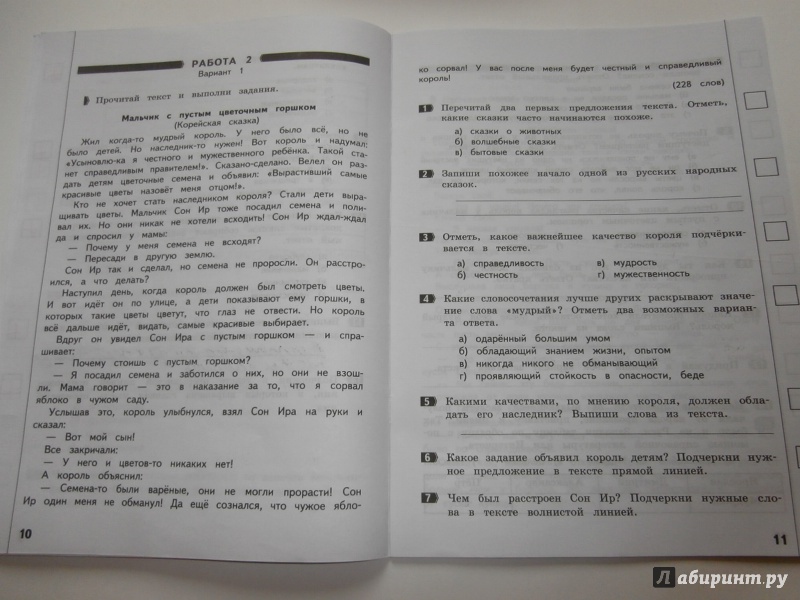 РАБОТА 2
Вариант 1
Прочитай текст и выполни задания.
Мальчик с пустым цветочным горшком
(Корейская сказка)
Жил когда-то мудрый король. У него было всё, но не
было детей. Но наследник-то нужен! Вот король и надумал:
«Усыновлю-ка я честного и мужественного ребёнка. Такой ста-
нет справедливым правителем!». Сказано-сделано. Велел он раз-
дать детям цветочные семена и объявил: «Вырастивший самые
красивые цветы назовёт меня отцом!».
Кто не хочет стать наследником короля? Стали дети выра-
щивать цветы. Мальчик Сон Ир тоже посадил семена и поли-
вал их. Но они никак не хотели всходить! Сон Ир ждал-ждал
да и спросил у мамы:
— Почему у меня семена не всходят?
— Пересади в другую землю.
Сон Ир так и сделал, но семена не проросли. Он расстро-
ился, а что делать?
Наступил день, когда король должен был смотреть цветы.
И вот идёт он по улице, а дети показывают ему горшки, в
которых такие цветы цветут, что глаз не отвести. Но король
всё дальше идёт, видать, самые красивые выбирает.
Вдруг он увидел Сон Ира с пустым горшком — и спра-
шивает:
— Почему стоишь с пустым горшком?
— Я посадил семена и заботился о них, но они не взош-
ли. Мама говорит — это в наказание за то, что я сорвал
яблоко в чужом саду.
Услышав это, король улыбнулся, взял Сон Ира на руки и
сказал:
— Вот мой сын!
Все закричали:
— У него и цветов-то никаких нет!
А король объяснил:
— Семена-то были варёные, они не могли прорасти! Сон
Ир один меня не обманул! Да ещё сознался, что чужое ябло-
10
ко сорвал! У вас после меня будет честный и справедливый
король!
(228 слов)
1 Перечитай два первых предложения текста. Отметь,
какие сказки часто начинаются похоже.
а) сказки о животных
б) волшебные сказки
в) бытовые сказки
2 Запиши похожее начало одной из русских народных
сказок.
3 Отметь, какое важнейшее качество короля подчёрки-
вается в тексте.
а) справедливость в) мудрость
б) честность г) мужественность
4 Какие словосочетания лучше других раскрывают значе-
ние слова «мудрый»? Отметь два возможных вариан-
та ответа.
а) одарённый большим умом
б) обладающий знанием жизни, опытом
в) никогда никого не обманывающий
г) проявляющий стойкость в опасности, беде
5 Какими качествами, по мнению короля, должен обла-
дать его наследник? Выпиши слова из текста.
6 Какое задание объявил король детям? Подчеркни нуж-
ное предложение в тексте прямой линией.
7 Чем был расстроен Сон Ир? Подчеркни нужные сло-
ва в тексте волнистой линией.
11
Лабиринт.ру